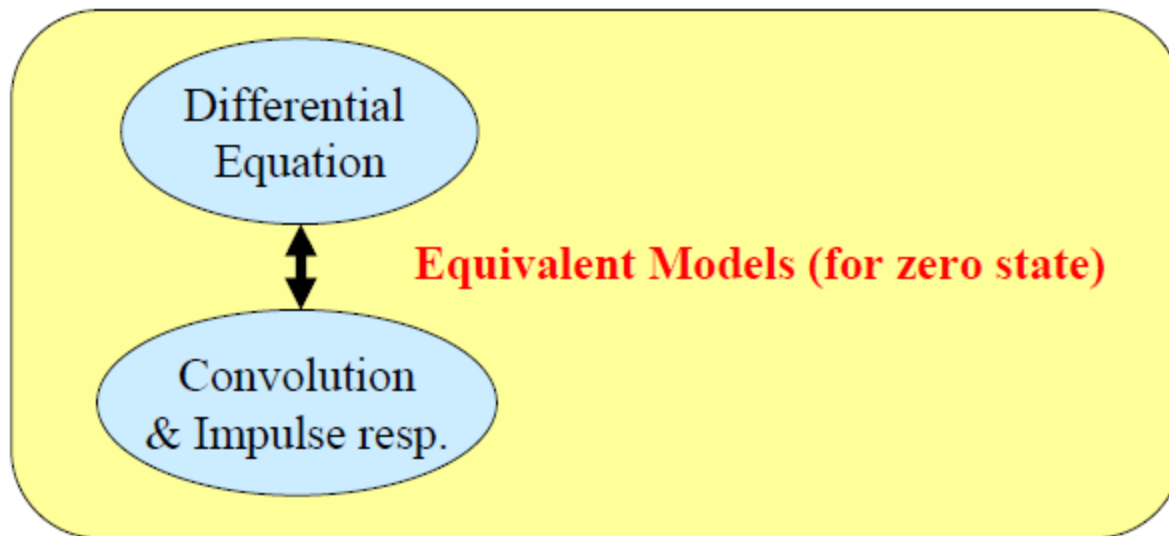 Differential
Equation
Equivalent Models (for zero state)
Convolution
& Impulse resp.